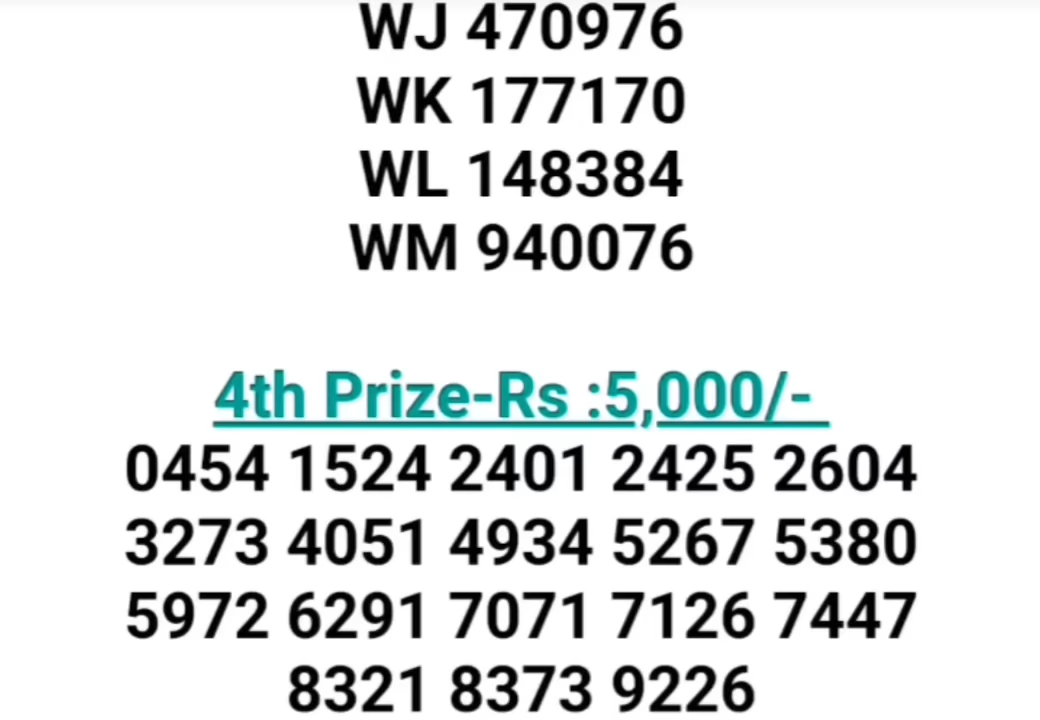 WJ 470976
WK 177170
WL 148384
WM 940076
4th Prize-Rs :5,000/-
0454 1524 2401 2425 2604
3273 4051 4934 5267 5380
5972 6291 7071 7126 7447
8321 8373 9226